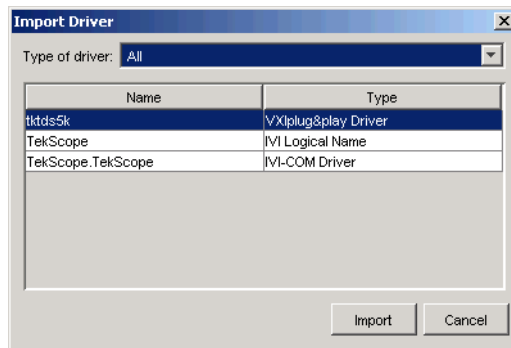 Import Driver
Type of driver: All
Name Type
tktds5k VXIplug&play Driver
TekScope IVI Logical Name
TekScope.TekScope IVI-COM Driver
Import Cancel